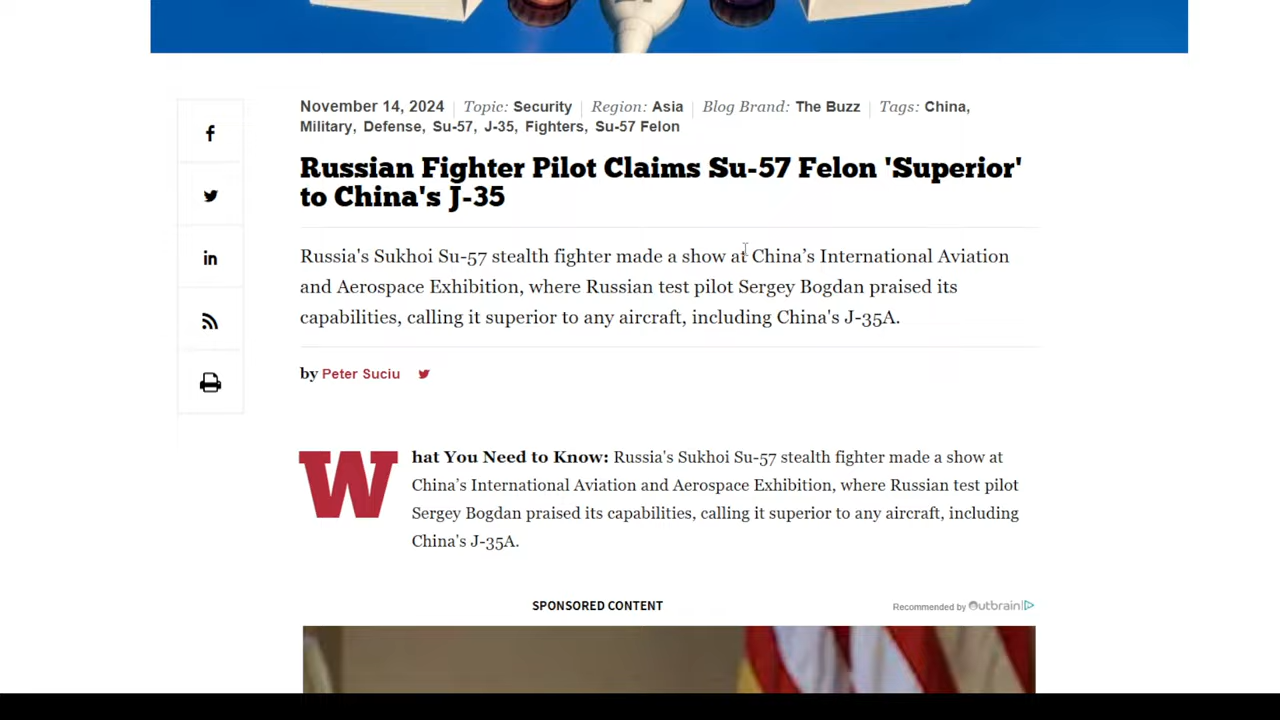 November 14, 2024 Topic: Security Region: Asia Blog Brand: The Buzz Tags: China,
Military, Defense, Su-57, J-35, Fighters, Su-57 Felon
Russian Fighter Pilot Claims Su-57 Felon 'Superior'
to China's J-35
Russia's Sukhoi Su-57 stealth fighter made a show at China’s International Aviation
and Aerospace Exhibition, where Russian test pilot Sergey Bogdan praised its
capabilities, calling it superior to any aircraft, including China's J-35A.
by Peter Suciu
What You Need to Know: Russia's Sukhoi Su-57 stealth fighter made a show at
China’s International Aviation and Aerospace Exhibition, where Russian test pilot
Sergey Bogdan praised its capabilities, calling it superior to any aircraft, including
China's J-35A.
SPONSORED CONTENT
Recommended by Outbrain